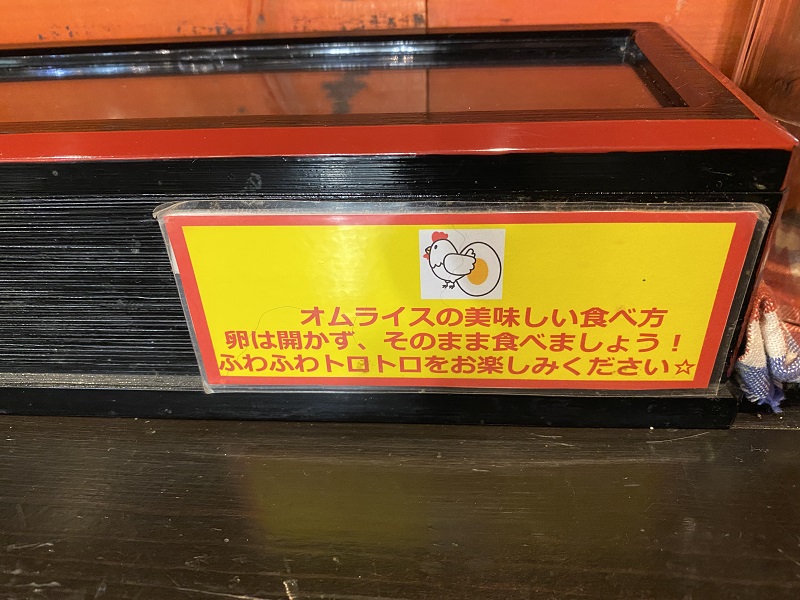 オムライスの美味しい食べ方
卵は開かず、そのまま食べましょう！
ふわふわトロトロをお楽しみください☆